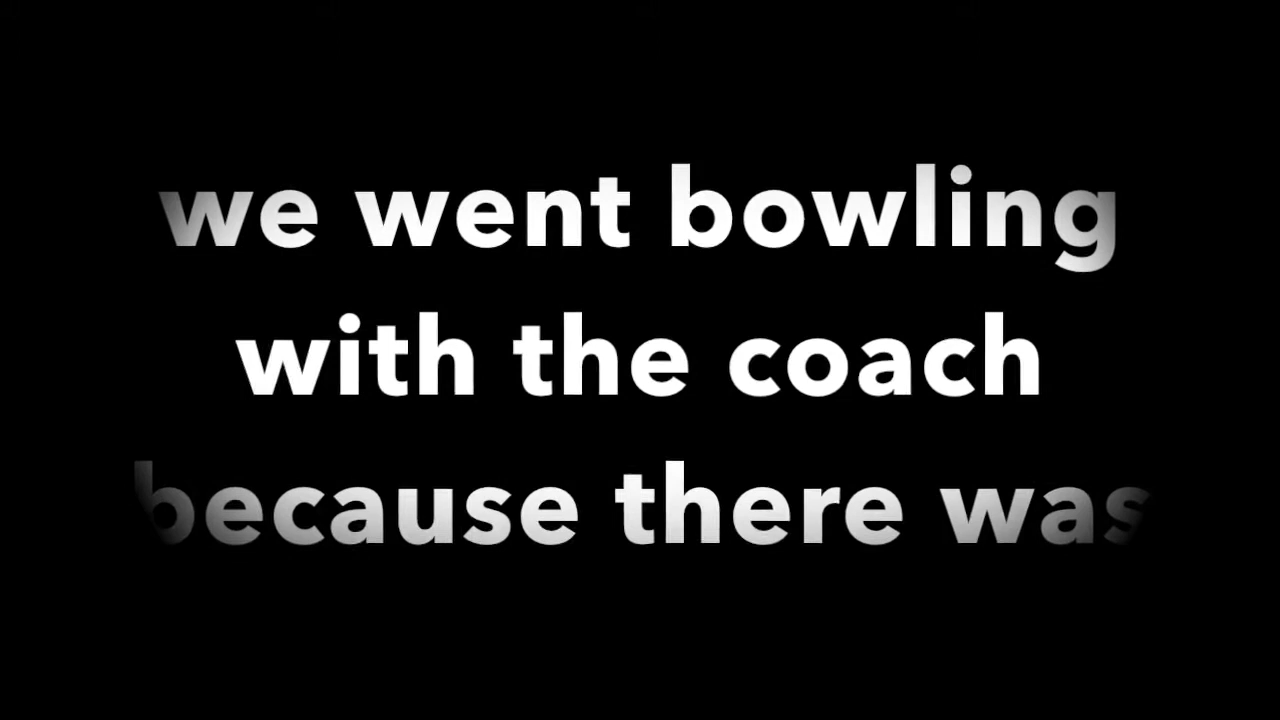 we went bowling
with the coach
because there was